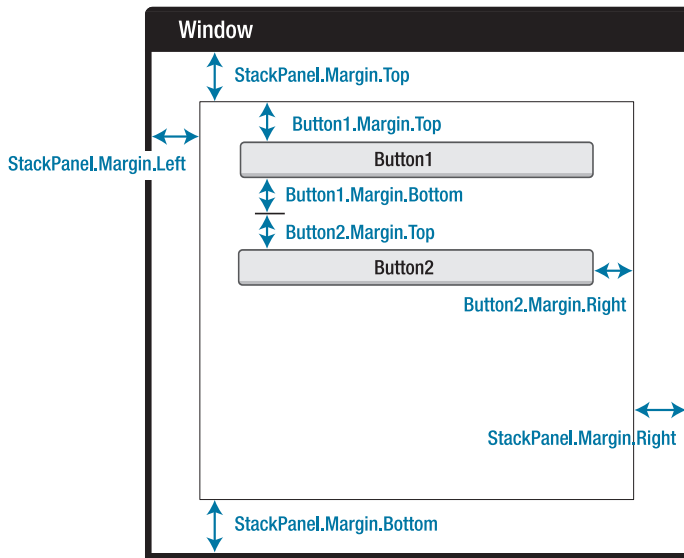 Window
StackPanel.Margin.Top
Button1.Margin.Top
StackPanel.Margin.Left
Button1
Button1.Margin.Bottom
Button2.Margin.Top
Button2
Button2.Margin.Right
StackPanel.Margin.Right
StackPanel.Margin.Bottom